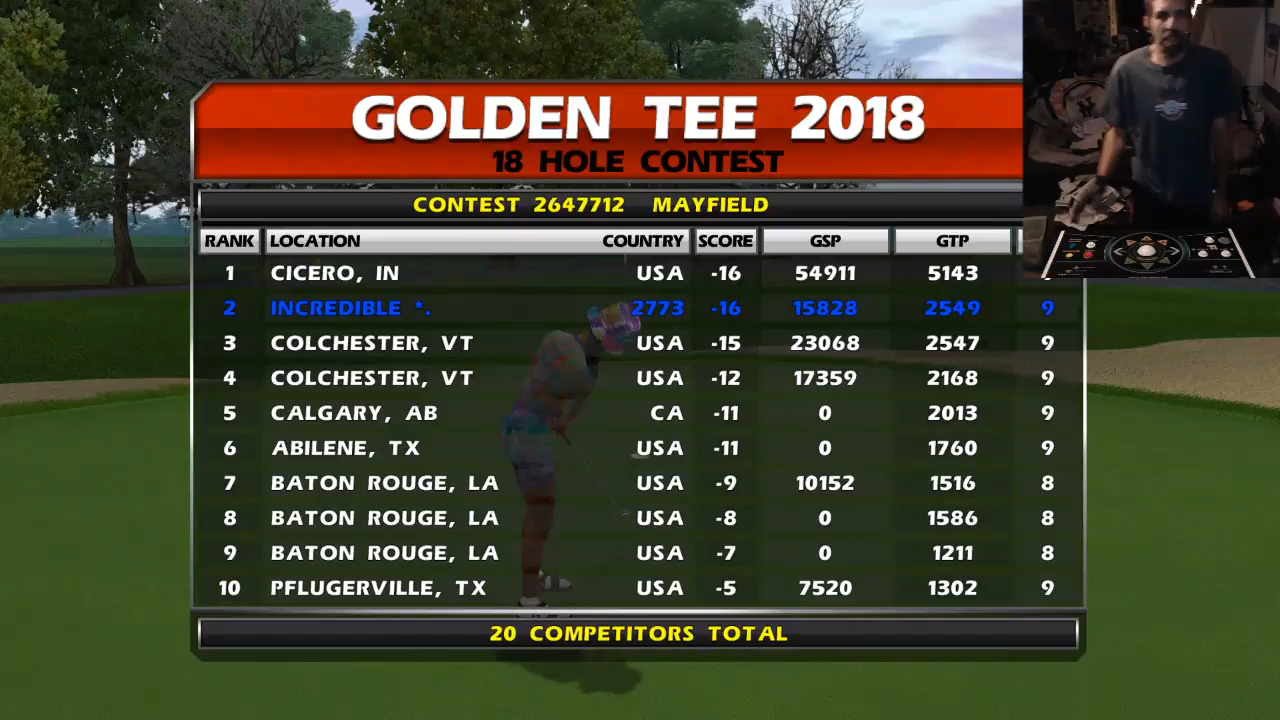 GOLDEN TEE 2018
18 HOLE CONTEST
CONTEST 2647712 MAYFIELD
RANK LOCATION COUNTRY SCORE GSP GTP
1 CICERO, IN USA -16 54911 5143
2 INCREDIBLE *. 2773 -16 15828 2549 9
3 COLCHESTER, VT USA -15 23068 2547 9
4 COLCHESTER, VT USA -12 17359 2168 9
5 CALGARY, AB CA -11 0 2013 9
6 ABILENE, TX USA -11 0 1760 9
7 BATON ROUGE, LA USA -9 10152 1516 8
8 BATON ROUGE, LA USA -8 0 1586 8
9 BATON ROUGE, LA USA -7 0 1211 8
10 PFLUGERVILLE, TX USA -5 7520 1302 9
20 COMPETITORS TOTAL